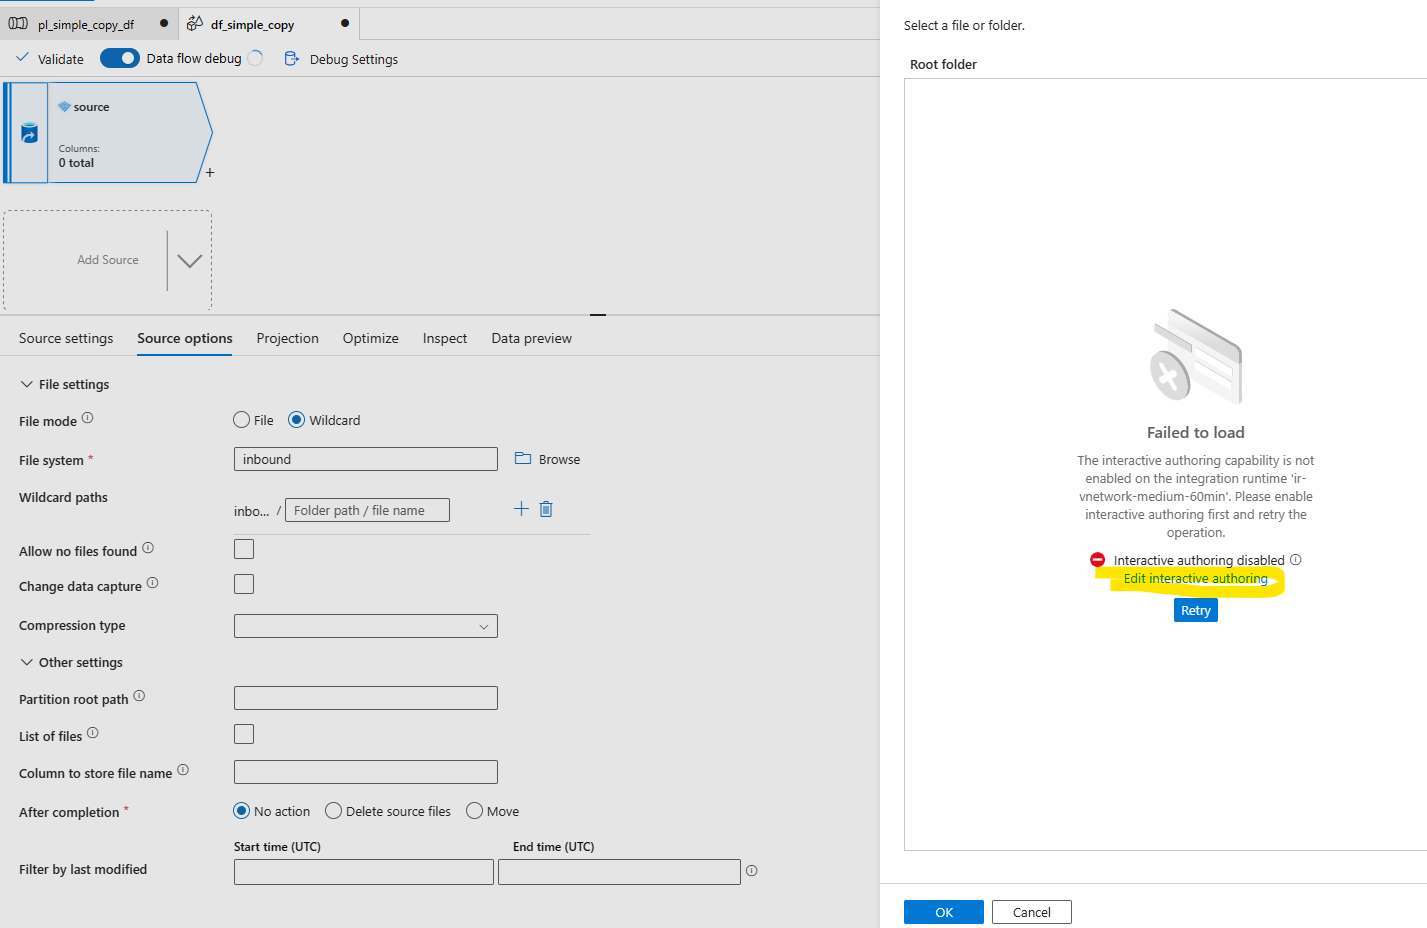 pl_simple_copy_df
df_simple_copy
Validate
Data flow debug
Debug Settings
source
Columns:
0 total
+
Add Source
Source settings
Source options
Projection
Optimize
Inspect
Data preview
File settings
File mode
File
Wildcard
File system *
inbound
Browse
Wildcard paths
inbo... /
Folder path / file name
Allow no files found
Change data capture
Compression type
Other settings
Partition root path
List of files
Column to store file name
After completion *
No action
Delete source files
Move
Start time (UTC)
End time (UTC)
Filter by last modified
Select a file or folder.
Root folder
Failed to load
The interactive authoring capability is not
enabled on the integration runtime 'ir-
vnetwork-medium-60min'. Please enable
interactive authoring first and retry the
operation.
Interactive authoring disabled
Edit interactive authoring
Retry
OK
Cancel